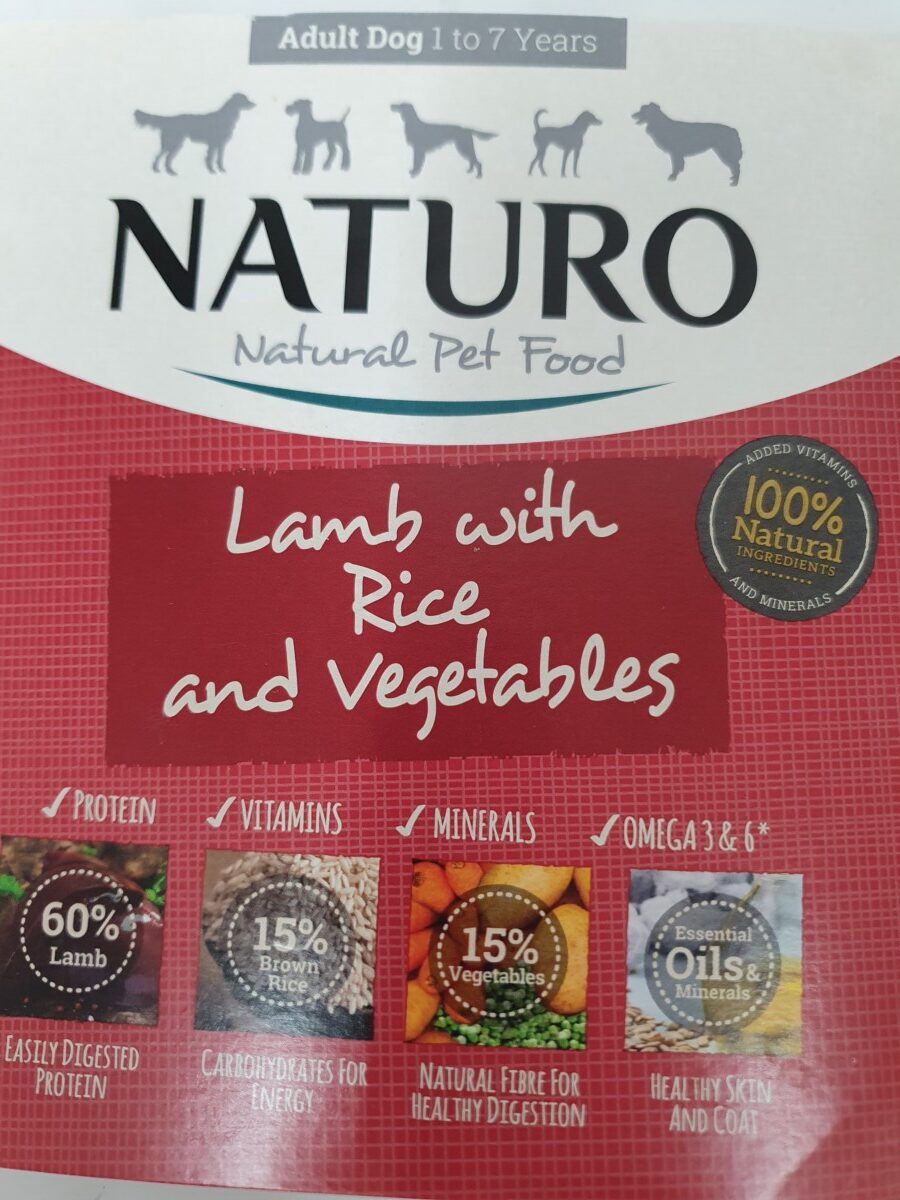 Adult Dog 1 to 7 Years
NATURO
Natural Pet Food
ADDED VITAMINS
100%
Natural
INGREDIENTS
AND MINERALS
Lamb with
Rice
and Vegetables
✓ PROTEIN
✓ VITAMINS
✓ MINERALS
✓ OMEGA 3 & 6*
60%
Lamb
15%
Brown
Rice
15%
Vegetables
Essential
Oils &
Minerals
EASILY DIGESTED
PROTEIN
CARBOHYDRATES FOR
ENERGY
NATURAL FIBRE FOR
HEALTHY DIGESTION
HEALTHY SKIN
AND COAT